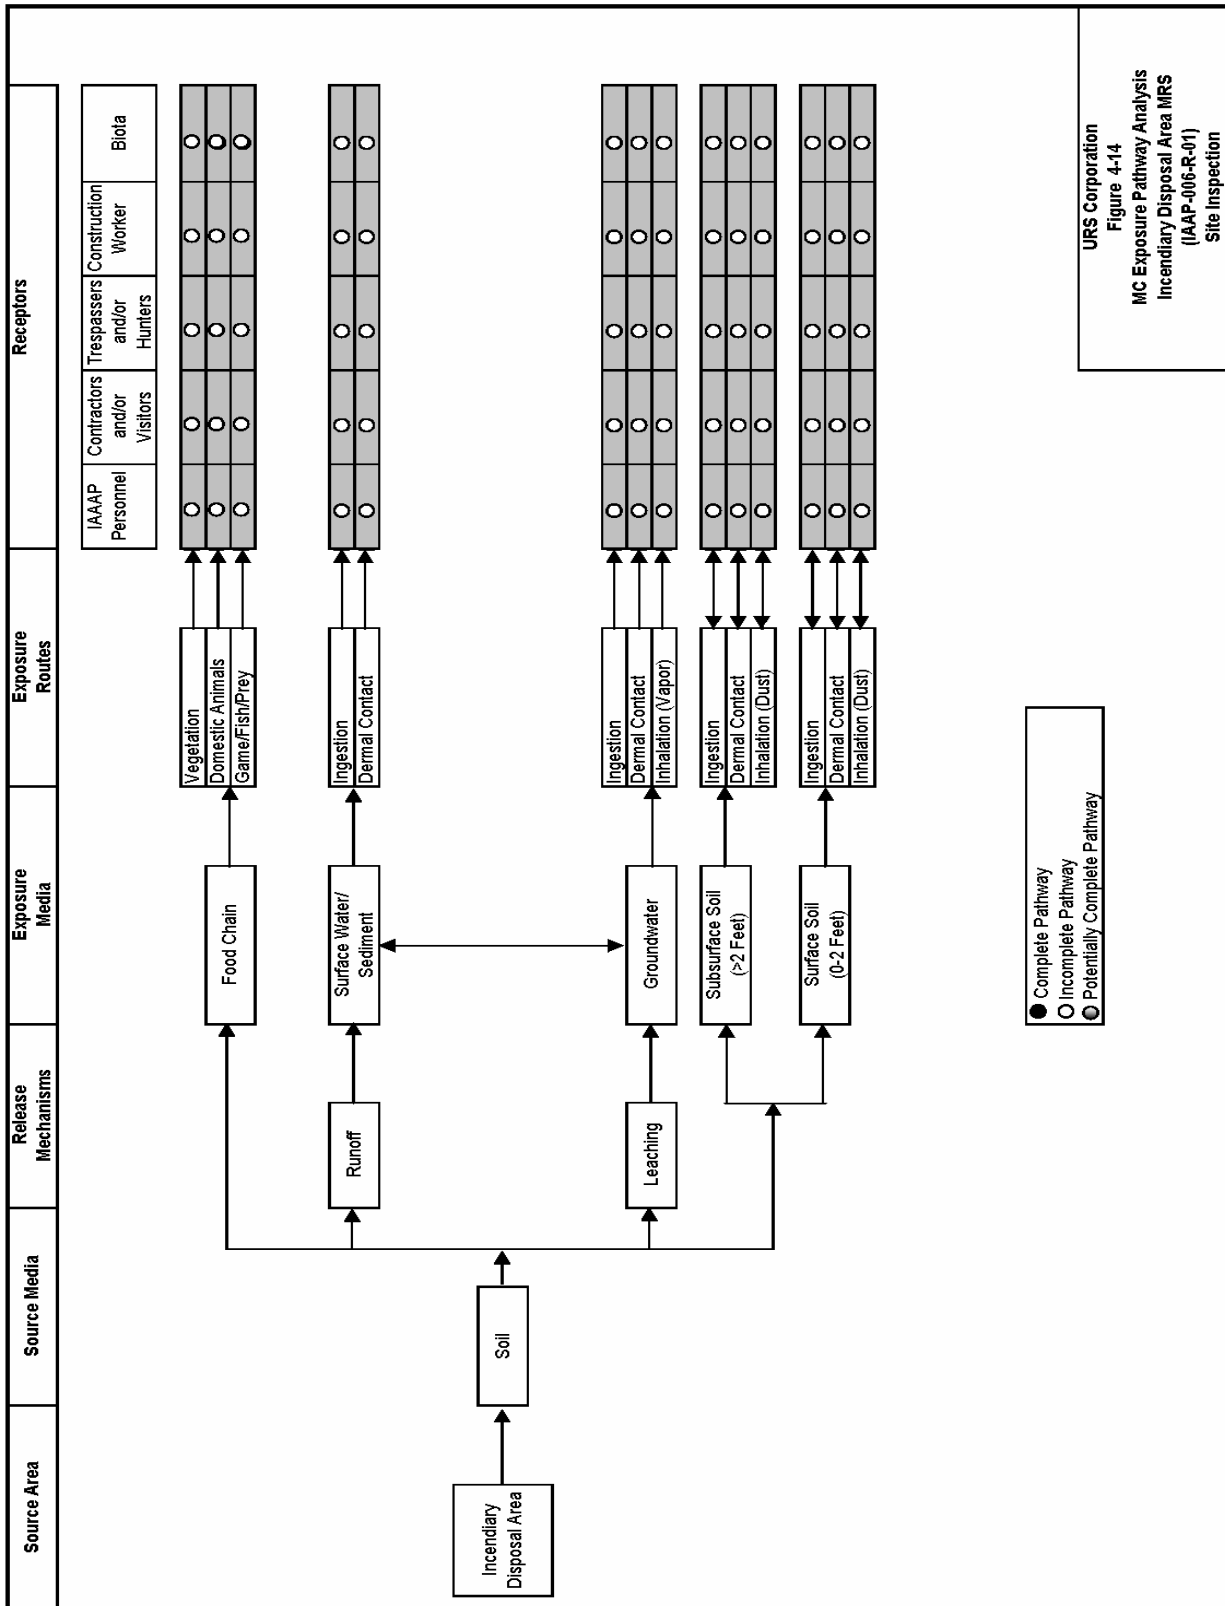 Source Area
Source Media
Release
Mechanisms
Exposure
Media
Exposure
Routes
Receptors
IAAAP
Personnel
Contractors
and/or
Visitors
Trespassers
and/or
Hunters
Construction
Worker
Biota
Incendiary
Disposal Area
Soil
Food Chain
Vegetation
Domestic Animals
Game/Fish/Prey
Runoff
Surface Water/
Sediment
Ingestion
Dermal Contact
Leaching
Groundwater
Ingestion
Dermal Contact
Inhalation (Vapor)
Subsurface Soil
(>2 Feet)
Ingestion
Dermal Contact
Inhalation (Dust)
Surface Soil
(0-2 Feet)
Ingestion
Dermal Contact
Inhalation (Dust)
Complete Pathway
Incomplete Pathway
Potentially Complete Pathway
URS Corporation
Figure 4-14
MC Exposure Pathway Analysis
Incendiary Disposal Area MRS
(IAAP-006-R-01)
Site Inspection